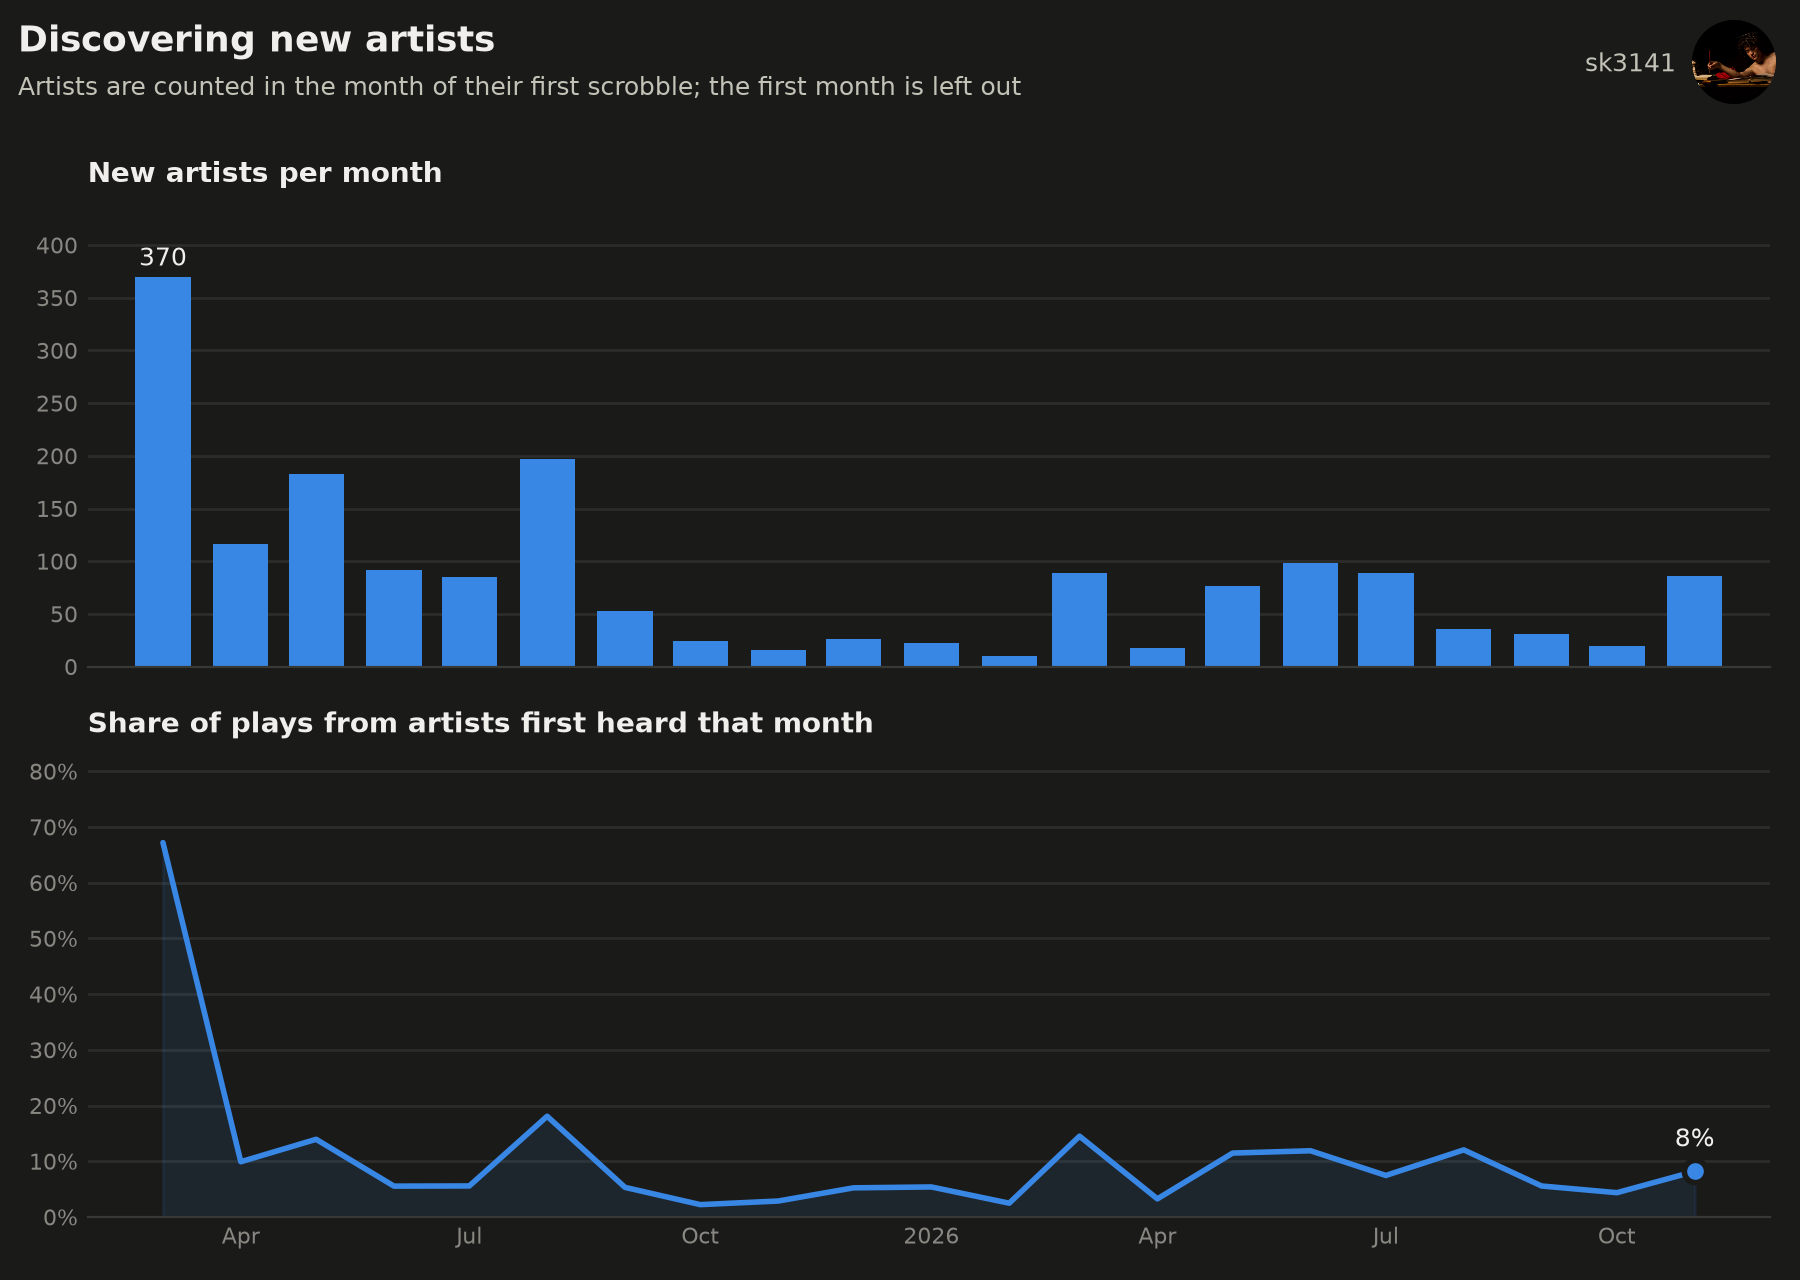 Discovering new artists
Artists are counted in the month of their first scrobble; the first month is left out
sk3141
New artists per month
400
350
300
250
200
150
100
50
0
370
Share of plays from artists first heard that month
80%
70%
60%
50%
40%
30%
20%
10%
0%
8%
Apr
Jul
Oct
2026
Apr
Jul
Oct